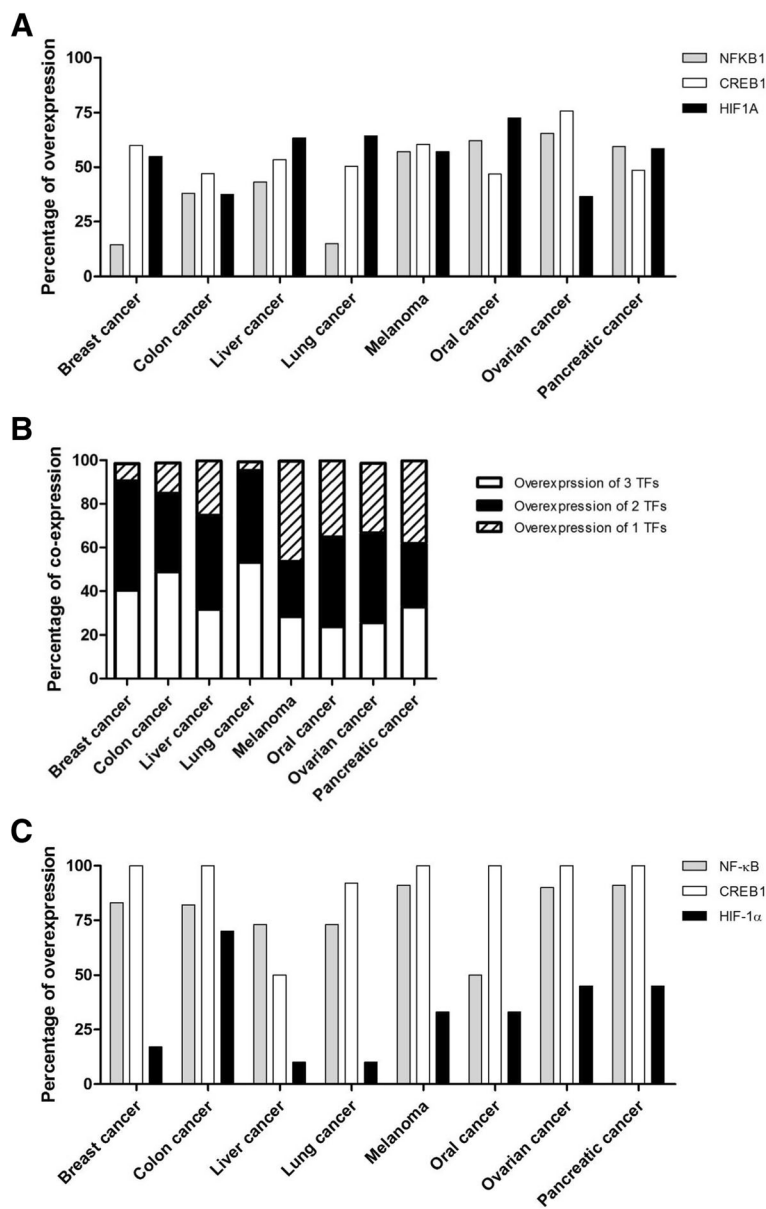 A
Percentage of overexpression
100
75
50
25
0
NFKB1
CREB1
HIF1A
Breast cancer
Colon cancer
Liver cancer
Lung cancer
Melanoma
Oral cancer
Ovarian cancer
Pancreatic cancer
B
Percentage of co-expression
100
80
60
40
20
0
Overexprssion of 3 TFs
Overexpression of 2 TFs
Overexpression of 1 TFs
Breast cancer
Colon cancer
Liver cancer
Lung cancer
Melanoma
Oral cancer
Ovarian cancer
Pancreatic cancer
C
Percentage of overexpression
100
75
50
25
0
NF-κB
CREB1
HIF-1α
Breast cancer
Colon cancer
Liver cancer
Lung cancer
Melanoma
Oral cancer
Ovarian cancer
Pancreatic cancer